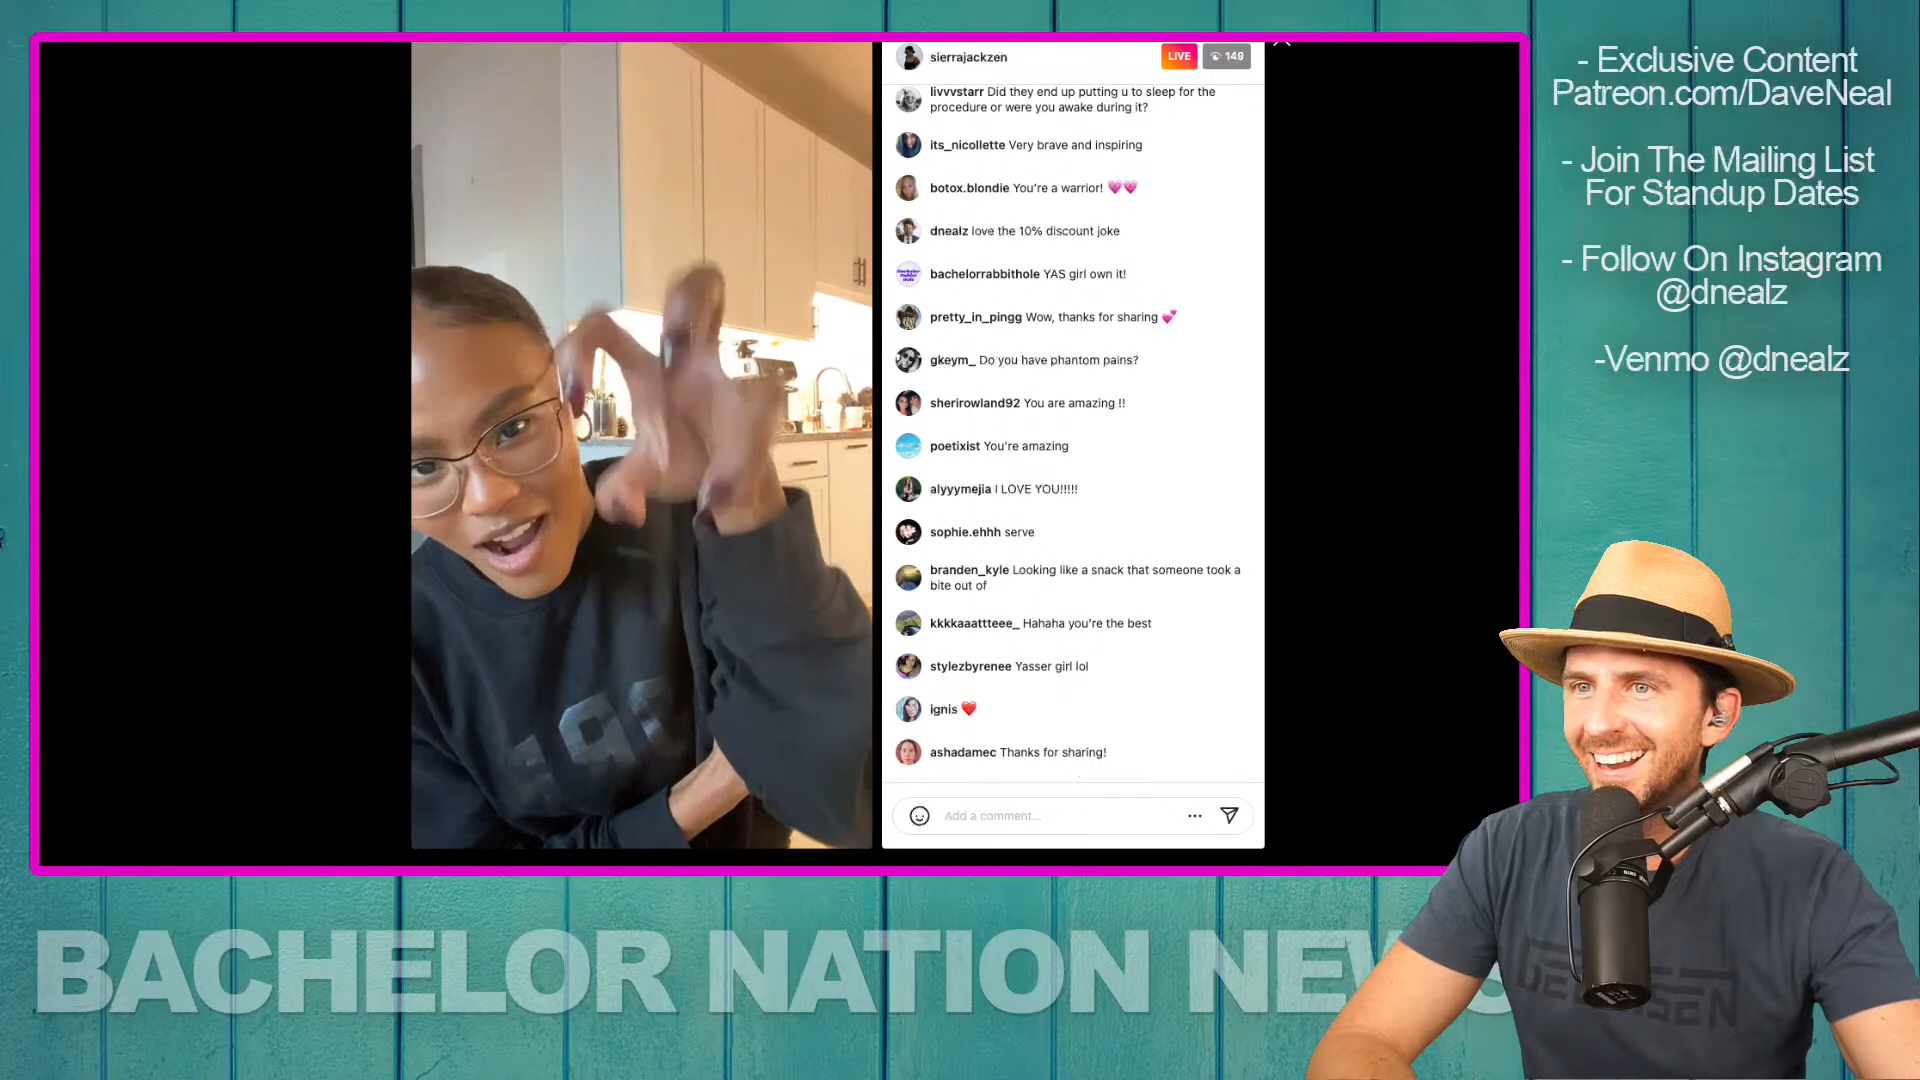 sierrajackzen
LIVE
149
livvvstarr Did they end up putting u to sleep for the
procedure or were you awake during it?
its_nicollette Very brave and inspiring
botox.blondie You're a warrior! 💗💗
dnealz love the 10% discount joke
bachelorrabbithole YAS girl own it!
pretty_in_pingg Wow, thanks for sharing 💕
gkeym_ Do you have phantom pains?
sherirowland92 You are amazing !!
poetixist You're amazing
alyyymejia I LOVE YOU!!!!!
sophie.ehhh serve
branden_kyle Looking like a snack that someone took a
bite out of
kkkkaaattteee_ Hahaha you're the best
stylezbyrenee Yasser girl lol
ignis ❤️
ashadamec Thanks for sharing!
Add a comment...
- Exclusive Content
Patreon.com/DaveNeal
- Join The Mailing List
For Standup Dates
- Follow On Instagram
@dnealz
-Venmo @dnealz
BACHELOR NATION NEWS